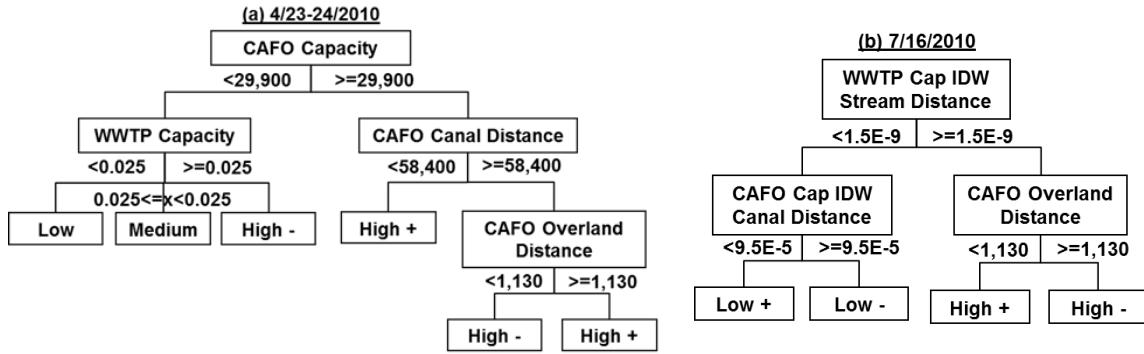 (a) 4/23-24/2010
CAFO Capacity
<29,900
>=29,900
WWTP Capacity
CAFO Canal Distance
<0.025
>=0.025
<58,400
>=58,400
0.025<=x<0.025
Low
Medium
High -
High +
CAFO Overland
Distance
<1,130
>=1,130
High -
High +
(b) 7/16/2010
WWTP Cap IDW
Stream Distance
<1.5E-9
>=1.5E-9
CAFO Cap IDW
Canal Distance
CAFO Overland
Distance
<9.5E-5
>=9.5E-5
<1,130
>=1,130
Low +
Low -
High +
High -